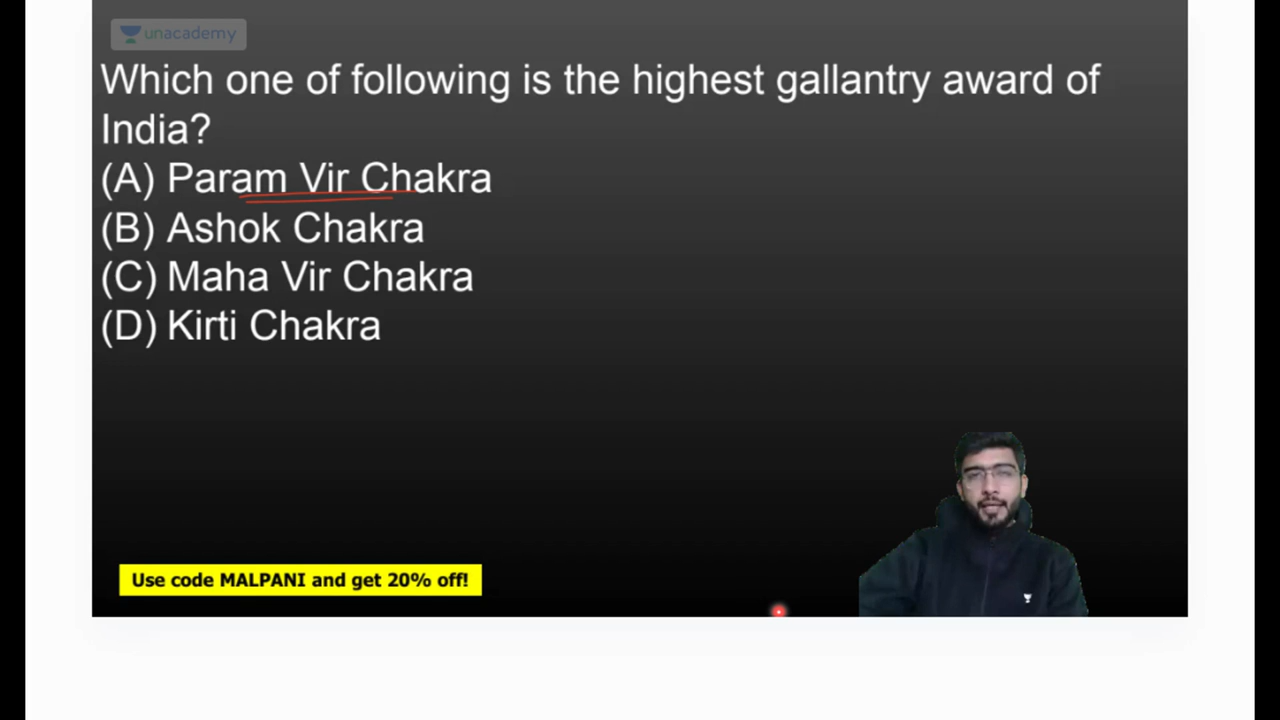 unacademy
Which one of following is the highest gallantry award of
India?
(A) Param Vir Chakra
(B) Ashok Chakra
(C) Maha Vir Chakra
(D) Kirti Chakra
Use code MALPANI and get 20% off!